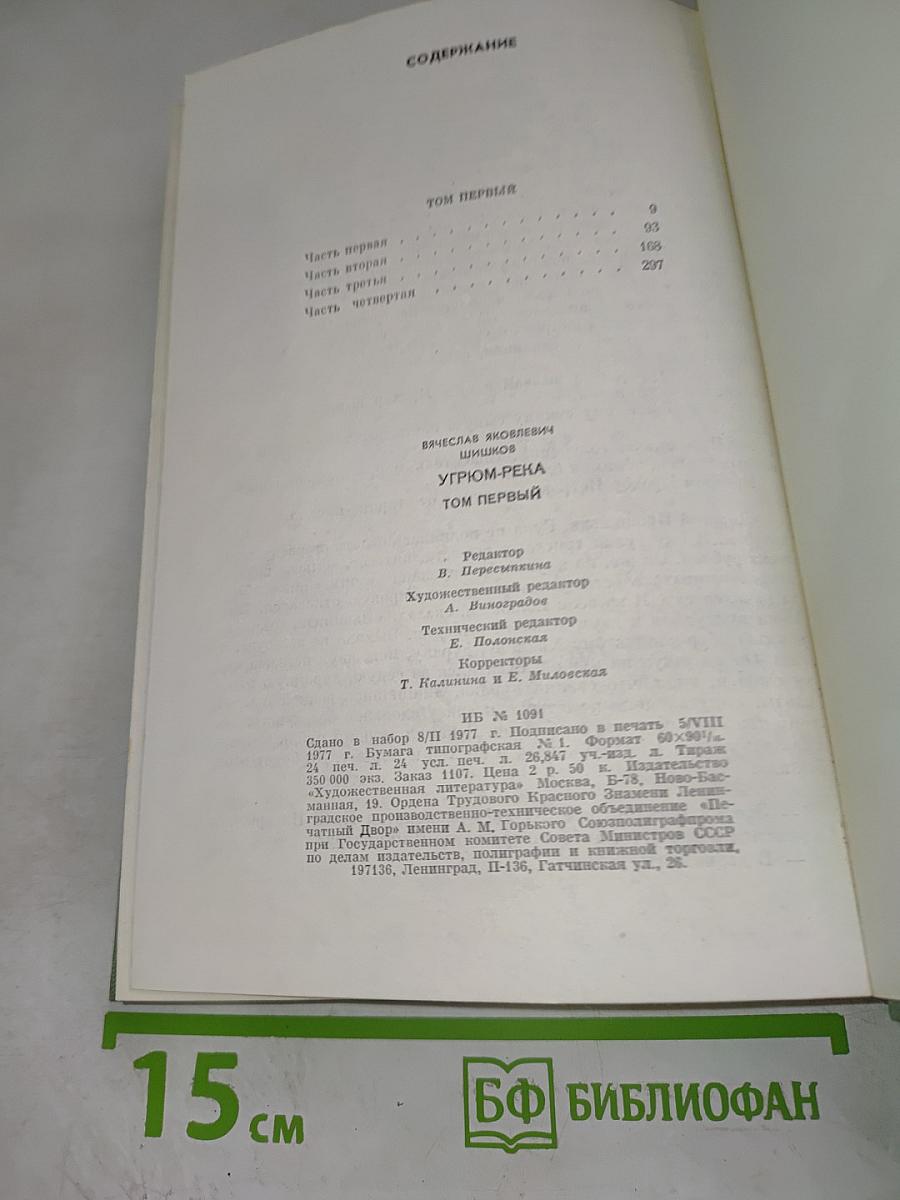 СОДЕРЖАНИЕ
ТОМ ПЕРВЫЙ
Часть первая . . . . . . . . . . . . 9
Часть вторая . . . . . . . . . . . . 93
Часть третья . . . . . . . . . . . . 168
Часть четвертая . . . . . . . . . . 297
ВЯЧЕСЛАВ ЯКОВЛЕВИЧ
ШИШКОВ
УГРЮМ-РЕКА
ТОМ ПЕРВЫЙ
Редактор
В. Пересыпкина
Художественный редактор
А. Виноградов
Технический редактор
Е. Полонская
Корректоры
Т. Калинина и Е. Миловская
ИБ № 1091
Сдано в набор 8/II 1977 г. Подписано в печать 5/VIII
1977 г. Бумага типографская № 1. Формат 60×90¹/₁₆.
24 печ. л. 24 усл. печ. л. 26,847 уч.-изд. л. Тираж
350 000 экз. Заказ 1107. Цена 2 р. 50 к. Издательство
«Художественная литература» Москва, Б-78, Ново-Бас-
манная, 19. Ордена Трудового Красного Знамени Ленин-
градское производственно-техническое объединение «Пе-
чатный Двор» имени А. М. Горького Союзполиграфпрома
при Государственном комитете Совета Министров СССР
по делам издательств, полиграфии и книжной торговли,
197136, Ленинград, П-136, Гатчинская ул., 26.
15 см
БФ БИБЛИОФАН